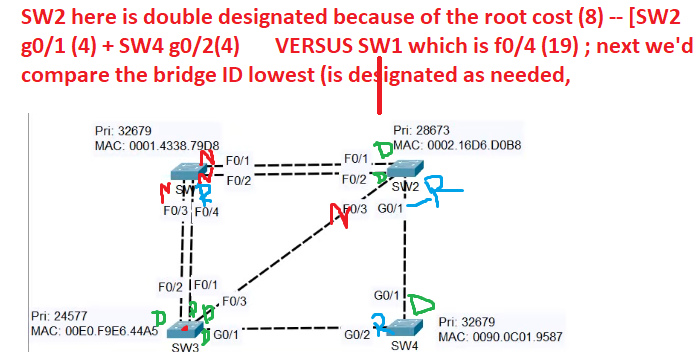 SW2 here is double designated because of the root cost (8) -- [SW2
g0/1 (4) + SW4 g0/2(4) VERSUS SW1 which is f0/4 (19) ; next we'd
compare the bridge ID lowest (is designated as needed,
Pri: 32679
MAC: 0001.4338.79D8
Pri: 28673
MAC: 0002.16D6.D0B8
N
F0/1
F0/1
D
N
F0/2
F0/2
D
N
SW
R
SW2
R
F0/3
F0/4
N
F0/3
G0/1
F0/2
F0/1
F0/3
G0/1
D
Pri: 24577
MAC: 00E0.F9E6.44A5
D
D
D
G0/1
SW3
G0/2
R
SW4
Pri: 32679
MAC: 0090.0C01.9587